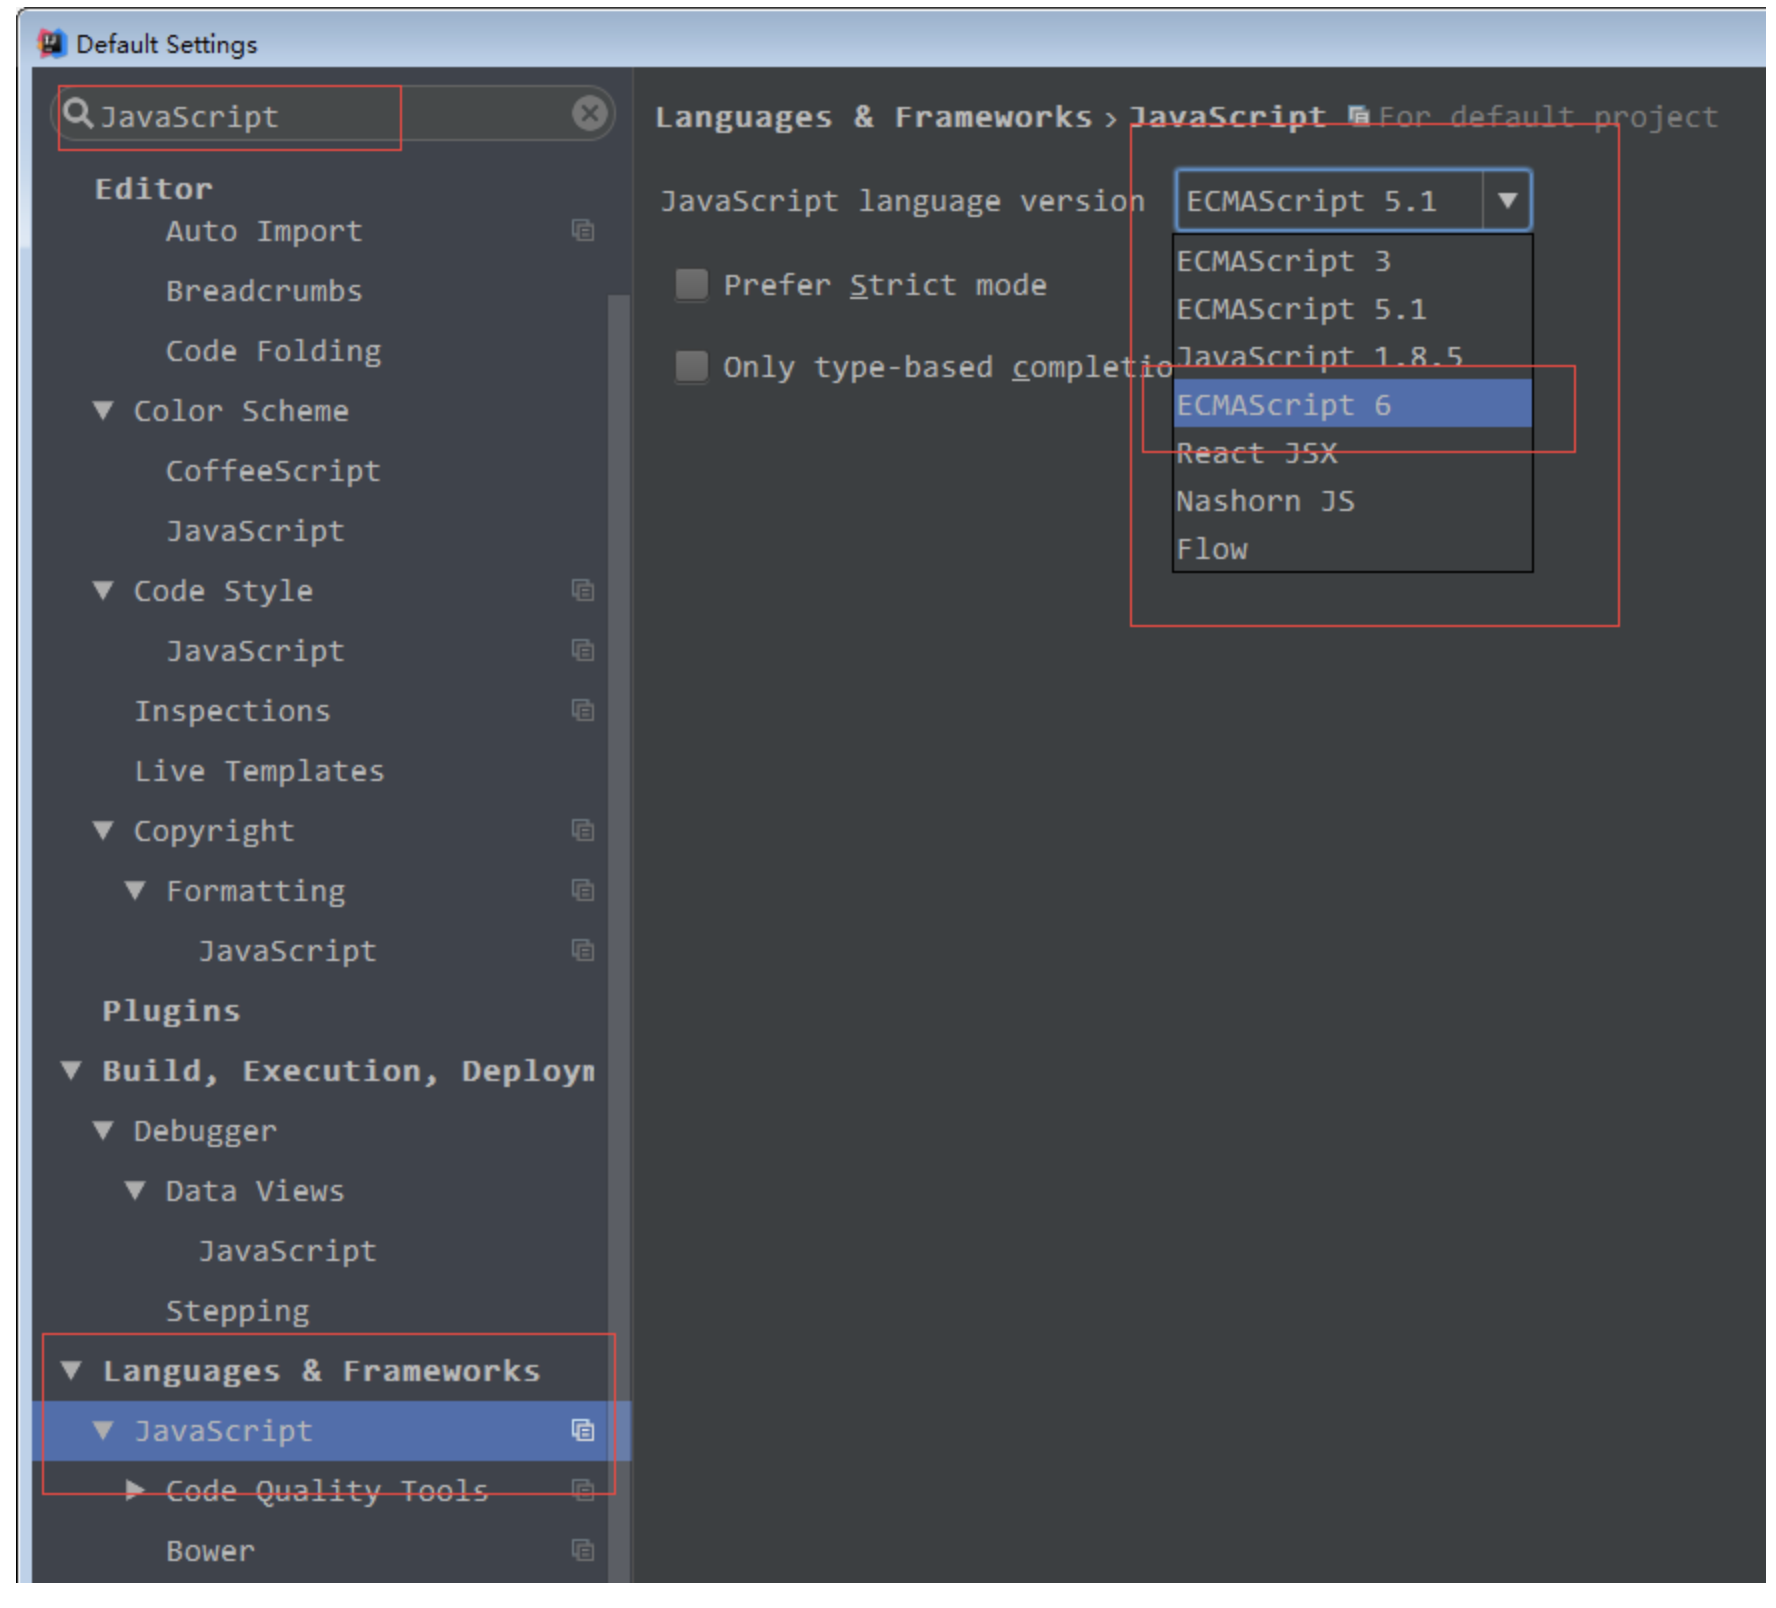 Default Settings
JavaScript
Editor
Auto Import
Breadcrumbs
Code Folding
Color Scheme
CoffeeScript
JavaScript
Code Style
JavaScript
Inspections
Live Templates
Copyright
Formatting
JavaScript
Plugins
Build, Execution, Deploym
Debugger
Data Views
JavaScript
Stepping
Languages & Frameworks
JavaScript
Code Quality Tools
Bower
Languages & Frameworks › JavaScript For default project
JavaScript language version ECMAScript 5.1
Prefer Strict mode
Only type-based completio
ECMAScript 3
ECMAScript 5.1
JavaScript 1.8.5
ECMAScript 6
React JSX
Nashorn JS
Flow